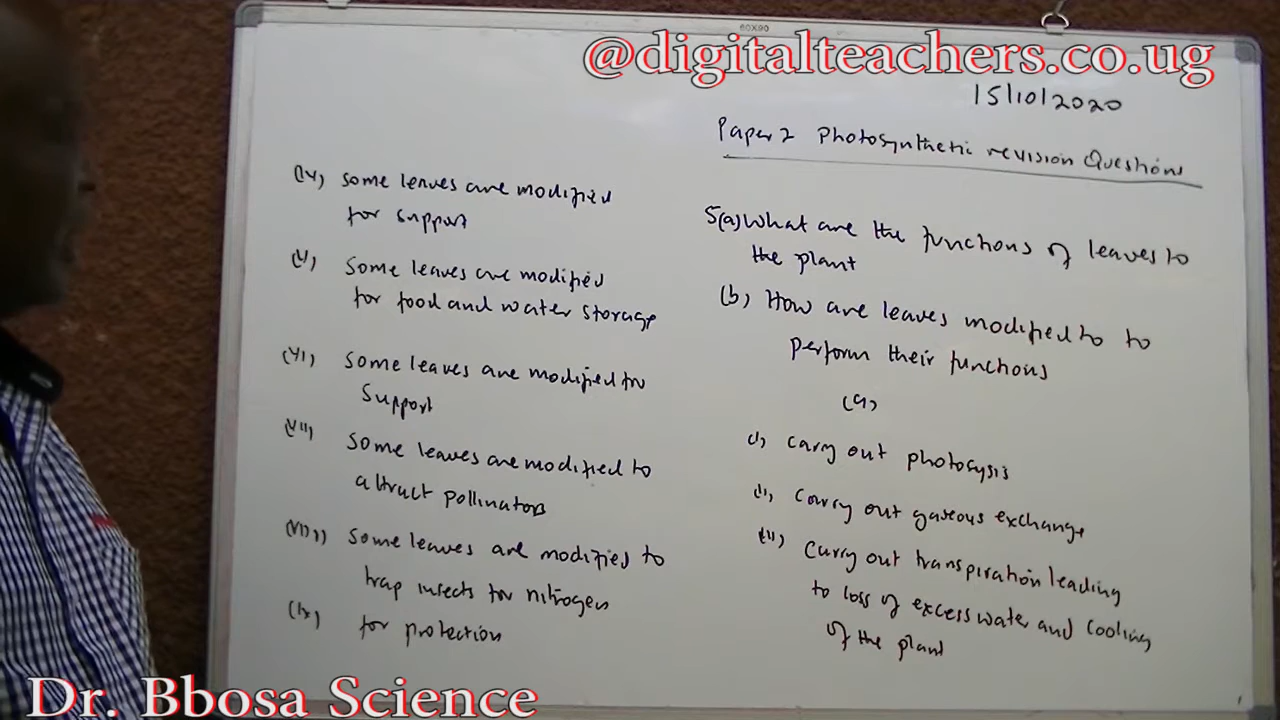 60X90
@digitalteachers.co.ug
15/10/2020
Paper 2 Photosynthetic revision Questions
5(a) What are the functions of leaves to
the plant
(b) How are leaves modified to to
perform their functions
(a)
i) Carry out photosysis
ii) Carry out gaseous exchange
iii) Carry out transpiration leading
to loss of excess water and cooling
of the plant
(iv) Some leaves are modified
for support
(v) Some leaves are modified
for food and water storage
(vi) Some leaves are modified for
Support
(vii) Some leaves are modified to
attract pollinators
(viii) Some leaves are modified to
trap insects for nitrogen
(ix) for protection
Dr. Bbosa Science